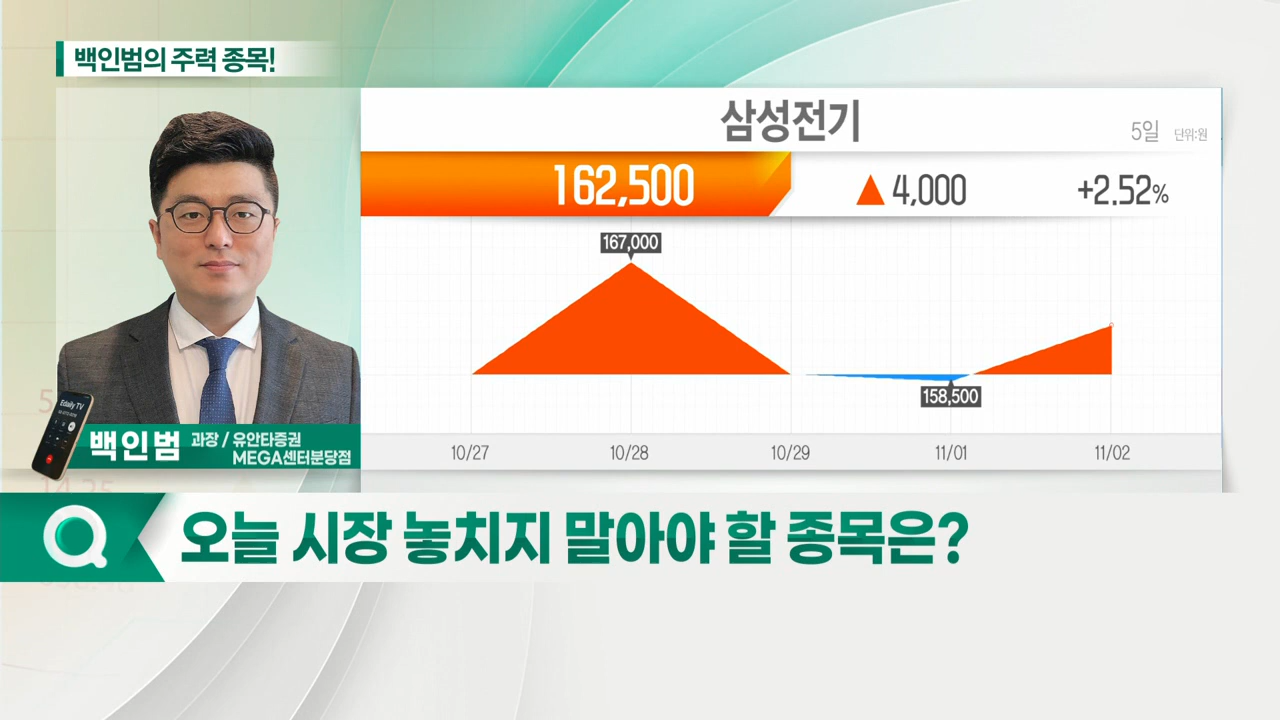 백인범의 주력 종목!
삼성전기
5일 단위:원
162,500
▲ 4,000
+2.52%
167,000
158,500
10/27
10/28
10/29
11/01
11/02
Edaily TV
백인범 과장 / 유안타증권
MEGA센터분당점
오늘 시장 놓치지 말아야 할 종목은?